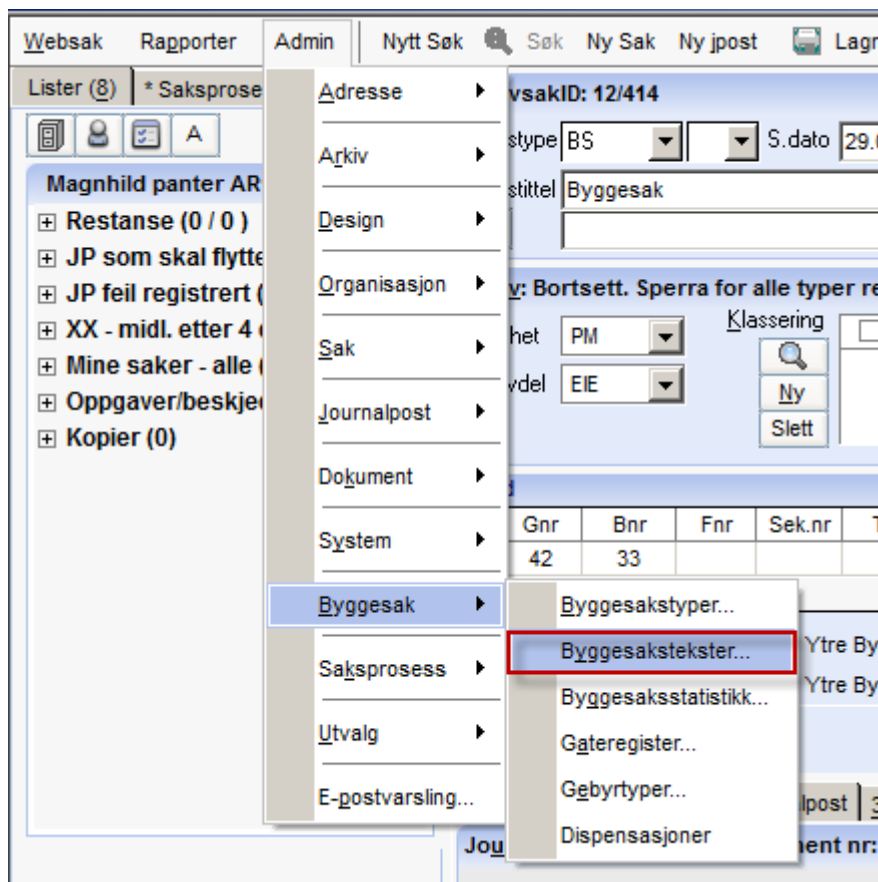 Websak Rapporter Admin Nytt Søk Søk Ny Sak Ny jpost Lagr
Lister (8) * Saksprose
A
Magnhild panter AR
Restanse (0 / 0 )
JP som skal flytte
JP feil registrert (
XX - midl. etter 4
Mine saker - alle (
Oppgaver/beskje
Kopier (0)
Adresse
Arkiv
Design
Organisasjon
Sak
Journalpost
Dokument
System
Byggesak
Saksprosess
Utvalg
E-postvarsling...
Byggesakstyper...
Byggesakstekster...
Byggesaksstatistikk...
Gateregister...
Gebyrtyper...
Dispensasjoner
vsakID: 12/414
stype BS S.dato 29.
stittel Byggesak
v: Bortsett. Sperra for alle typer re
het PM Klassering
vdel EIE Ny
Slett
Gnr Bnr Fnr Sek.nr
42 33
Ytre By
Ytre By
lpost 3
Jou ment nr: